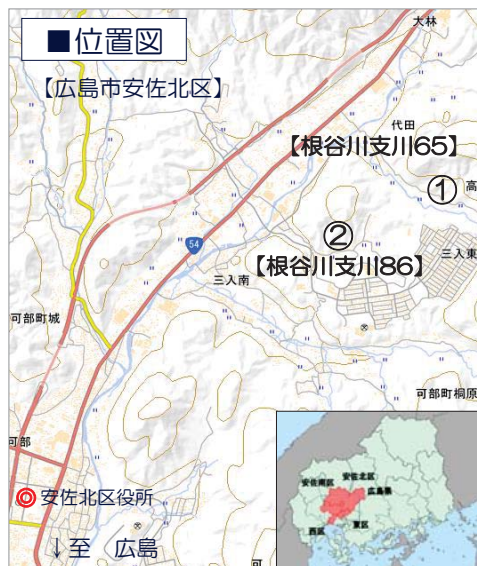 ■位置図
【広島市安佐北区】
大林
代田
【根谷川支川65】
①
高
54
②
【根谷川支川86】
三入東
三入南
可部町城
可部町桐原
可部
安佐北区役所
↓至 広島
可
安佐南区
安佐北区
広島県
西区
東区